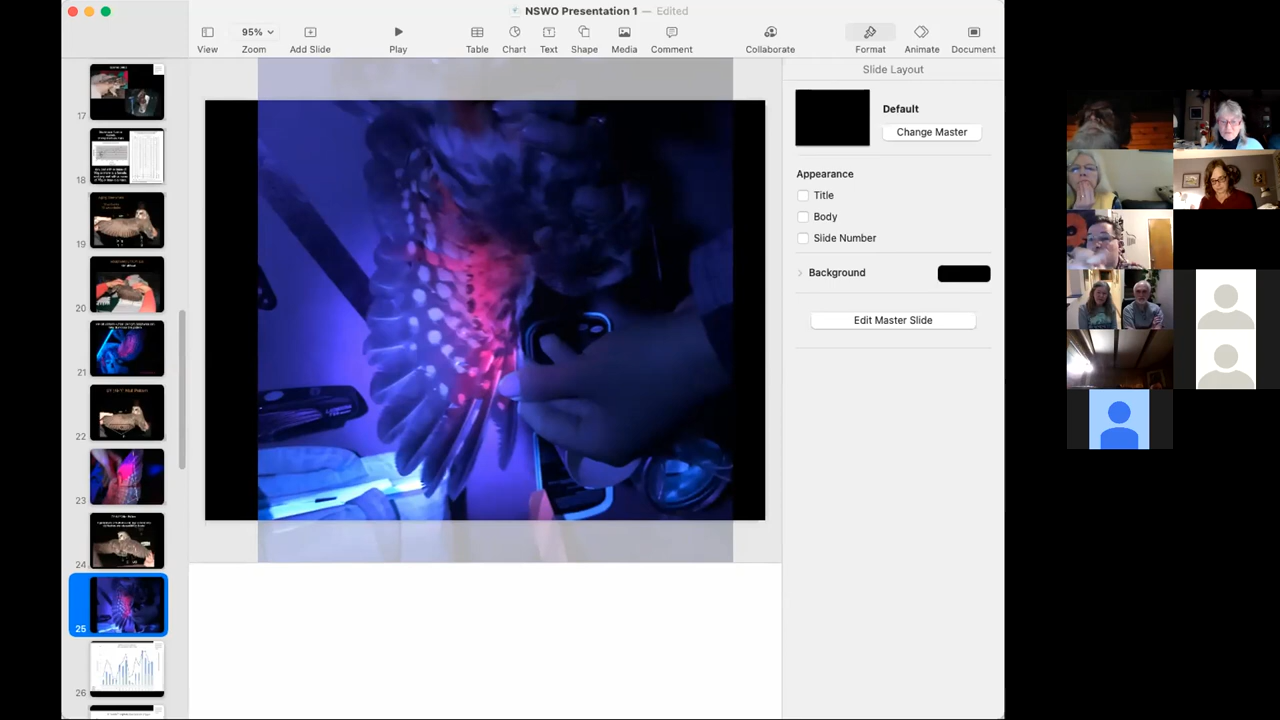 NSWO Presentation 1 — Edited
95%
View
Zoom
Add Slide
Play
Table
Chart
Text
Shape
Media
Comment
Collaborate
Format
Animate
Document
Slide Layout
Default
Change Master
Appearance
Title
Body
Slide Number
Background
Edit Master Slide
17
18
19
20
21
22
23
24
25
26